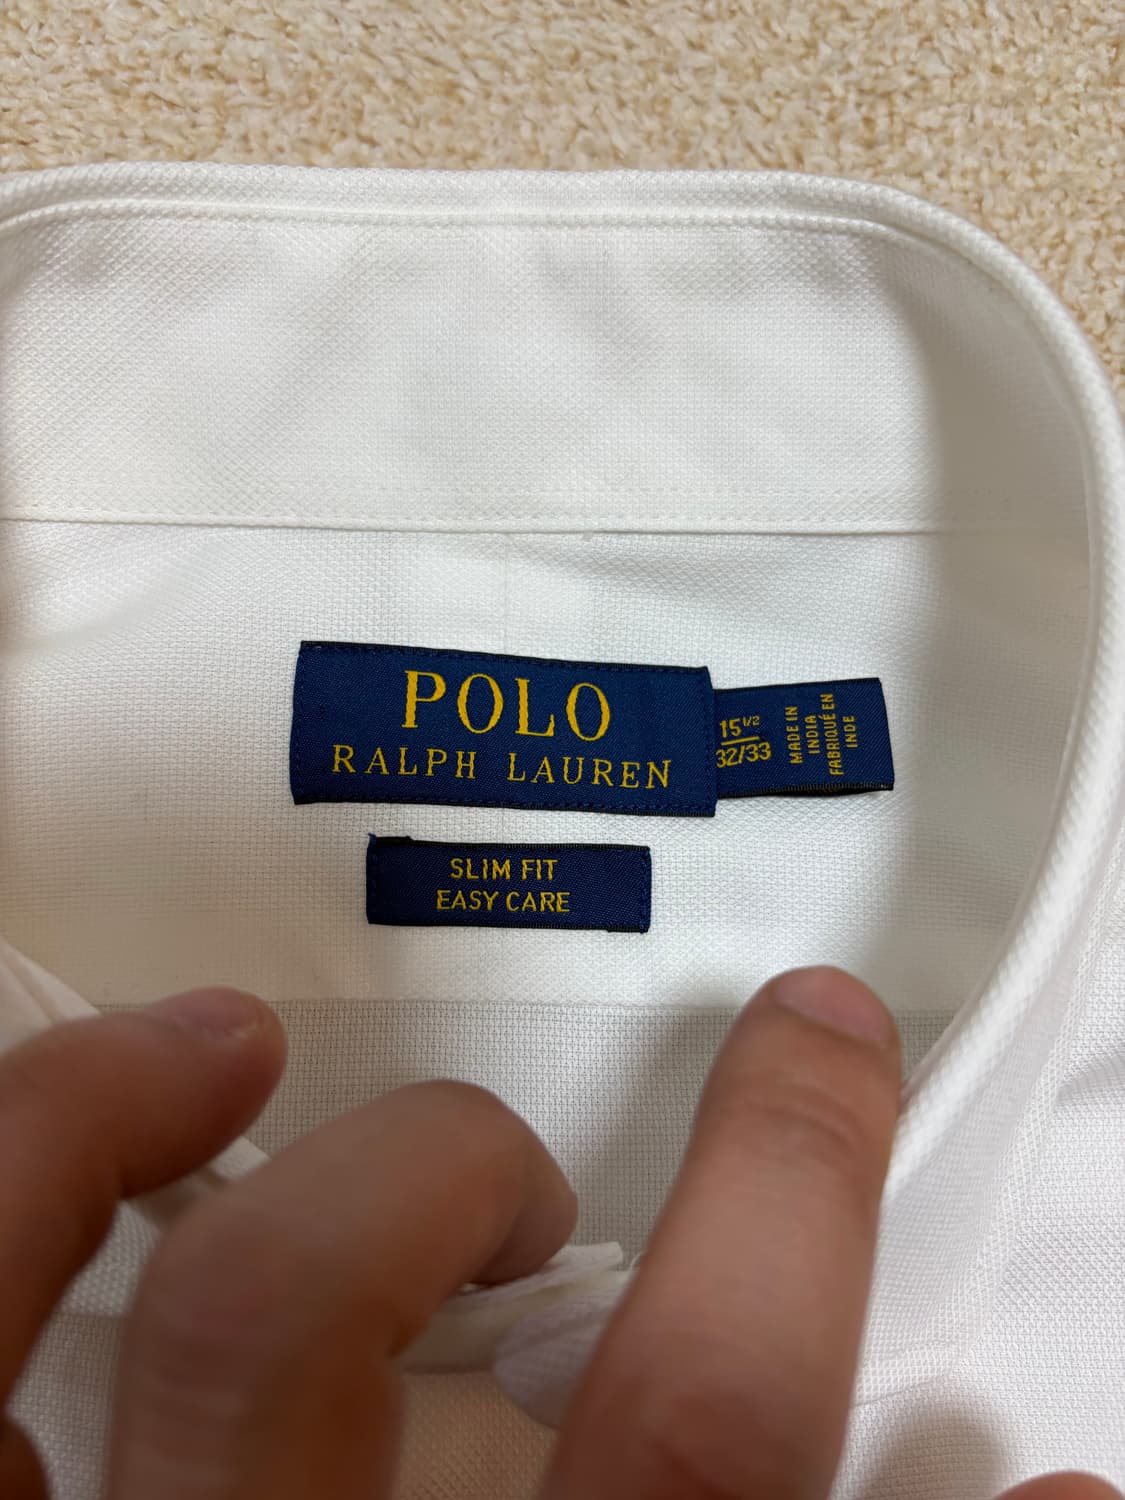 POLO
RALPH LAUREN
15 1/2
32/33
MADE IN
INDIA
FABRIQUÉ EN
INDE
SLIM FIT
EASY CARE